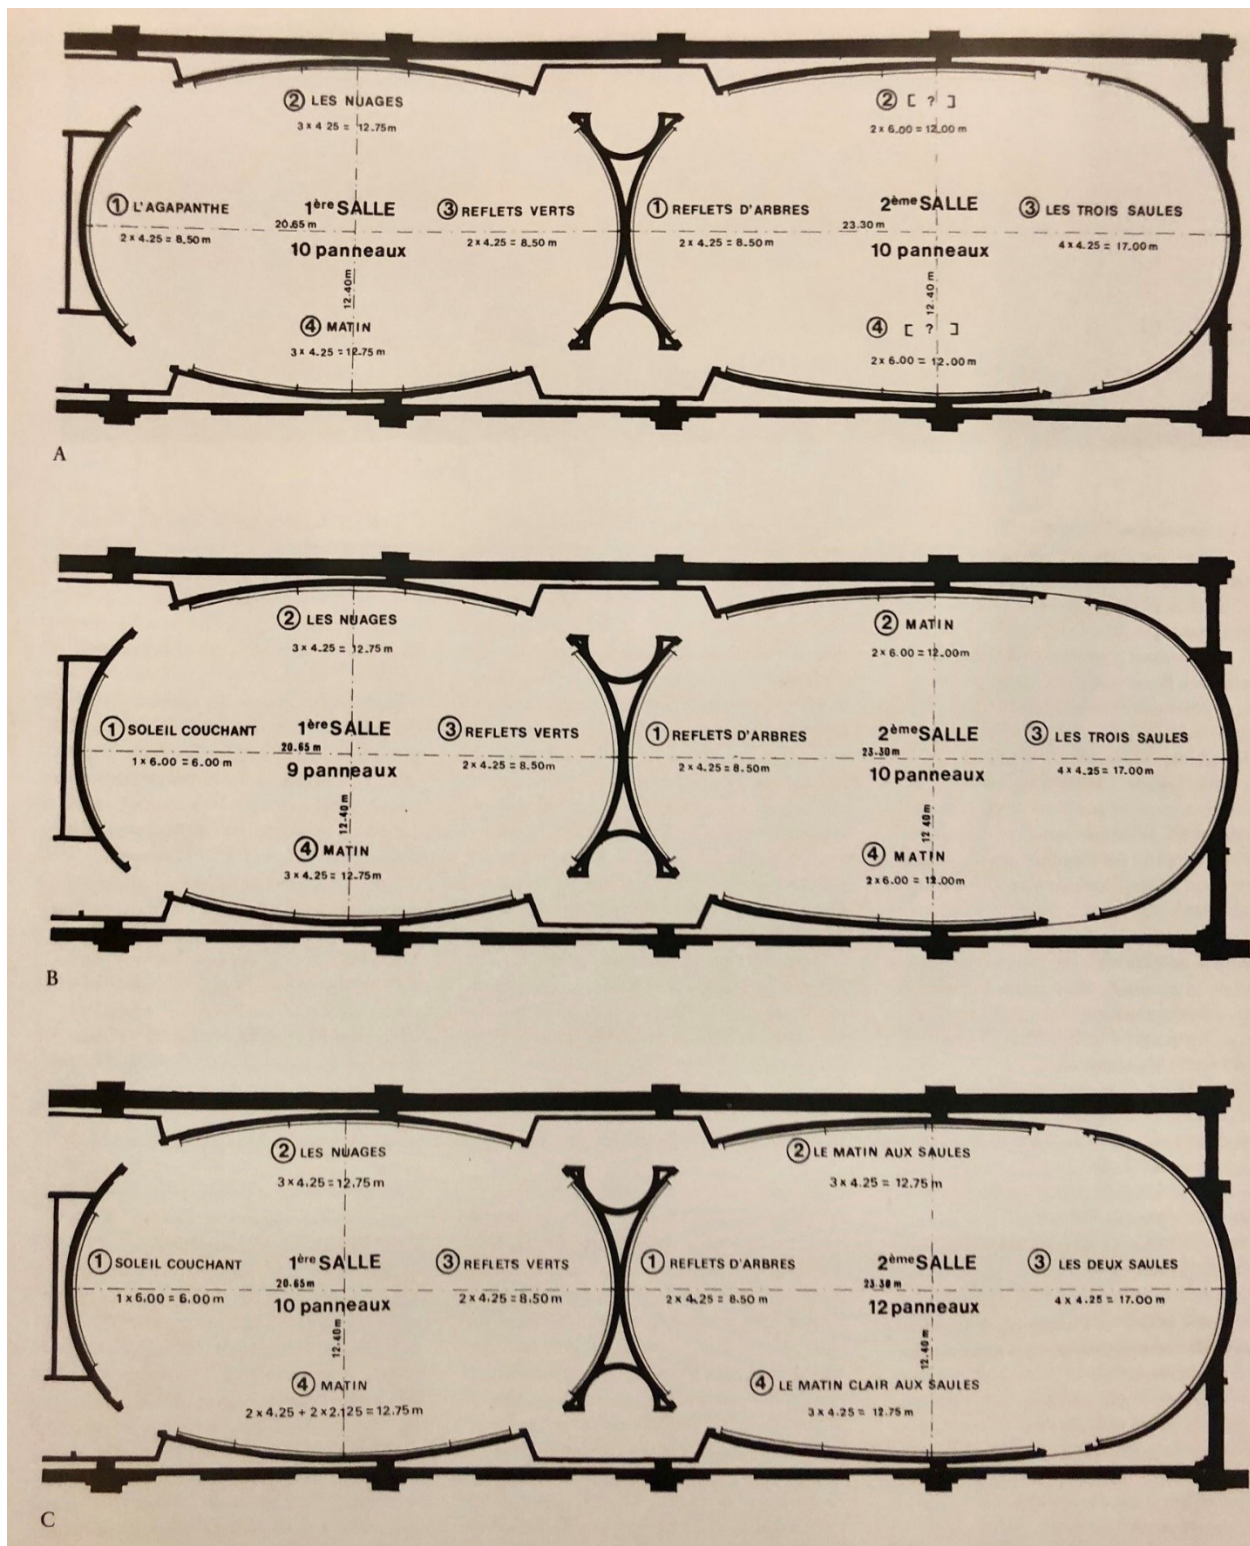 ② LES NUAGES
3 x 4 25 = 12.75m
② [ ? ]
2 x 6.00 = 12.00 m
① L'AGAPANTHE
2 x 4.25 = 8.50 m
1ère SALLE
20.65 m
10 panneaux
12.40m
③ REFLETS VERTS
2 x 4.25 = 8.50 m
① REFLETS D'ARBRES
2 x 4.25 = 8.50 m
2ème SALLE
23.30 m
10 panneaux
12.40 m
③ LES TROIS SAULES
4 x 4.25 = 17.00 m
④ MATIN
3 x 4.25 = 12.75 m
④ [ ? ]
2 x 6.00 = 12.00 m
A
② LES NUAGES
3 x 4.25 = 12.75 m
② MATIN
2 x 6.00 = 12.00m
① SOLEIL COUCHANT
1 x 6.00 = 6.00 m
1ère SALLE
20.65 m
9 panneaux
12.40m
③ REFLETS VERTS
2 x 4.25 = 8.50m
① REFLETS D'ARBRES
2 x 4.25 = 8.50 m
2ème SALLE
23.30m
10 panneaux
12 40m
③ LES TROIS SAULES
4 x 4.25 = 17.00m
④ MATIN
3 x 4.25 = 12.75m
④ MATIN
2 x 6.00 = 12.00m
B
② LES NUAGES
3 x 4.25 = 12.75 m
② LE MATIN AUX SAULES
3 x 4.25 = 12.75 m
① SOLEIL COUCHANT
1 x 6.00 = 6.00 m
1ère SALLE
20.65m
10 panneaux
12.40m
③ REFLETS VERTS
2 x 4.25 = 8.50 m
① REFLETS D'ARBRES
2 x 4.25 = 8.50 m
2ème SALLE
23.30 m
12 panneaux
12.40m
③ LES DEUX SAULES
4 x 4.25 = 17.00 m
④ MATIN
2 x 4.25 + 2 x 2.125 = 12.75 m
④ LE MATIN CLAIR AUX SAULES
3 x 4.25 = 12.75 m
C